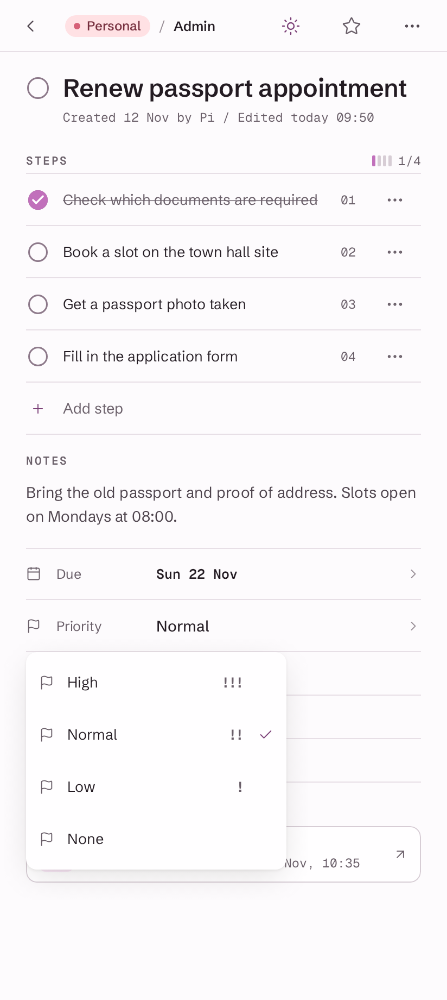 Personal / Admin
Renew passport appointment
Created 12 Nov by Pi / Edited today 09:50
STEPS 1/4
Check which documents are required 01
Book a slot on the town hall site 02
Get a passport photo taken 03
Fill in the application form 04
+ Add step
NOTES
Bring the old passport and proof of address. Slots open
on Mondays at 08:00.
Due Sun 22 Nov
Priority Normal
High !!!
Normal !!
Low !
None
Nov, 10:35